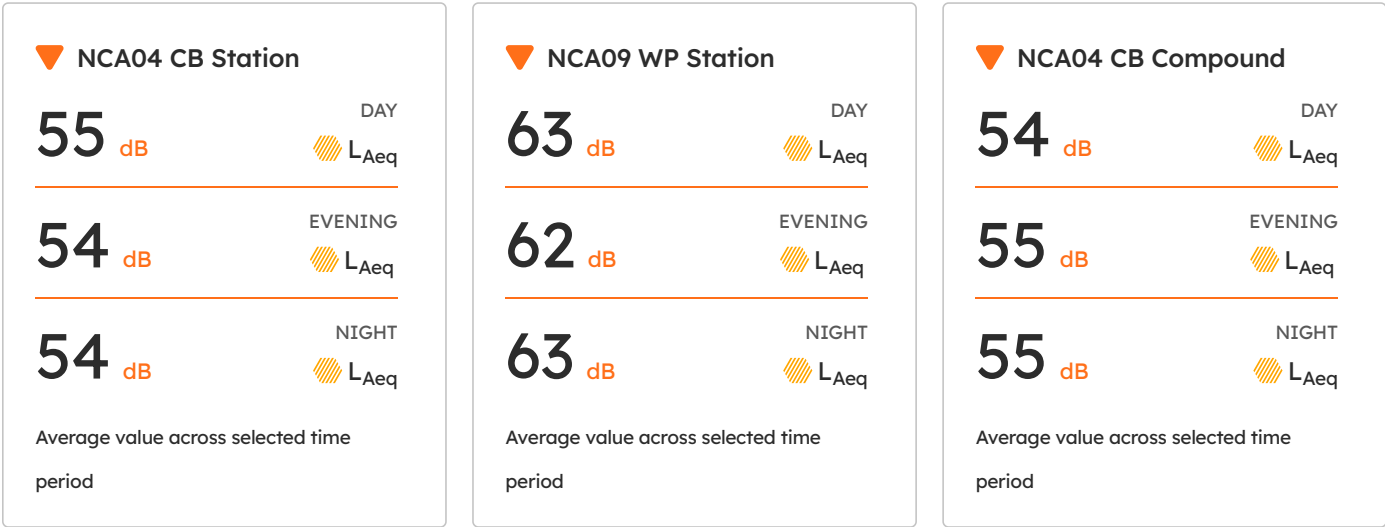 NCA04 CB Station
55 dB
DAY
LAeq
54 dB
EVENING
LAeq
54 dB
NIGHT
LAeq
Average value across selected time
period
NCA09 WP Station
63 dB
DAY
LAeq
62 dB
EVENING
LAeq
63 dB
NIGHT
LAeq
Average value across selected time
period
NCA04 CB Compound
54 dB
DAY
LAeq
55 dB
EVENING
LAeq
55 dB
NIGHT
LAeq
Average value across selected time
period